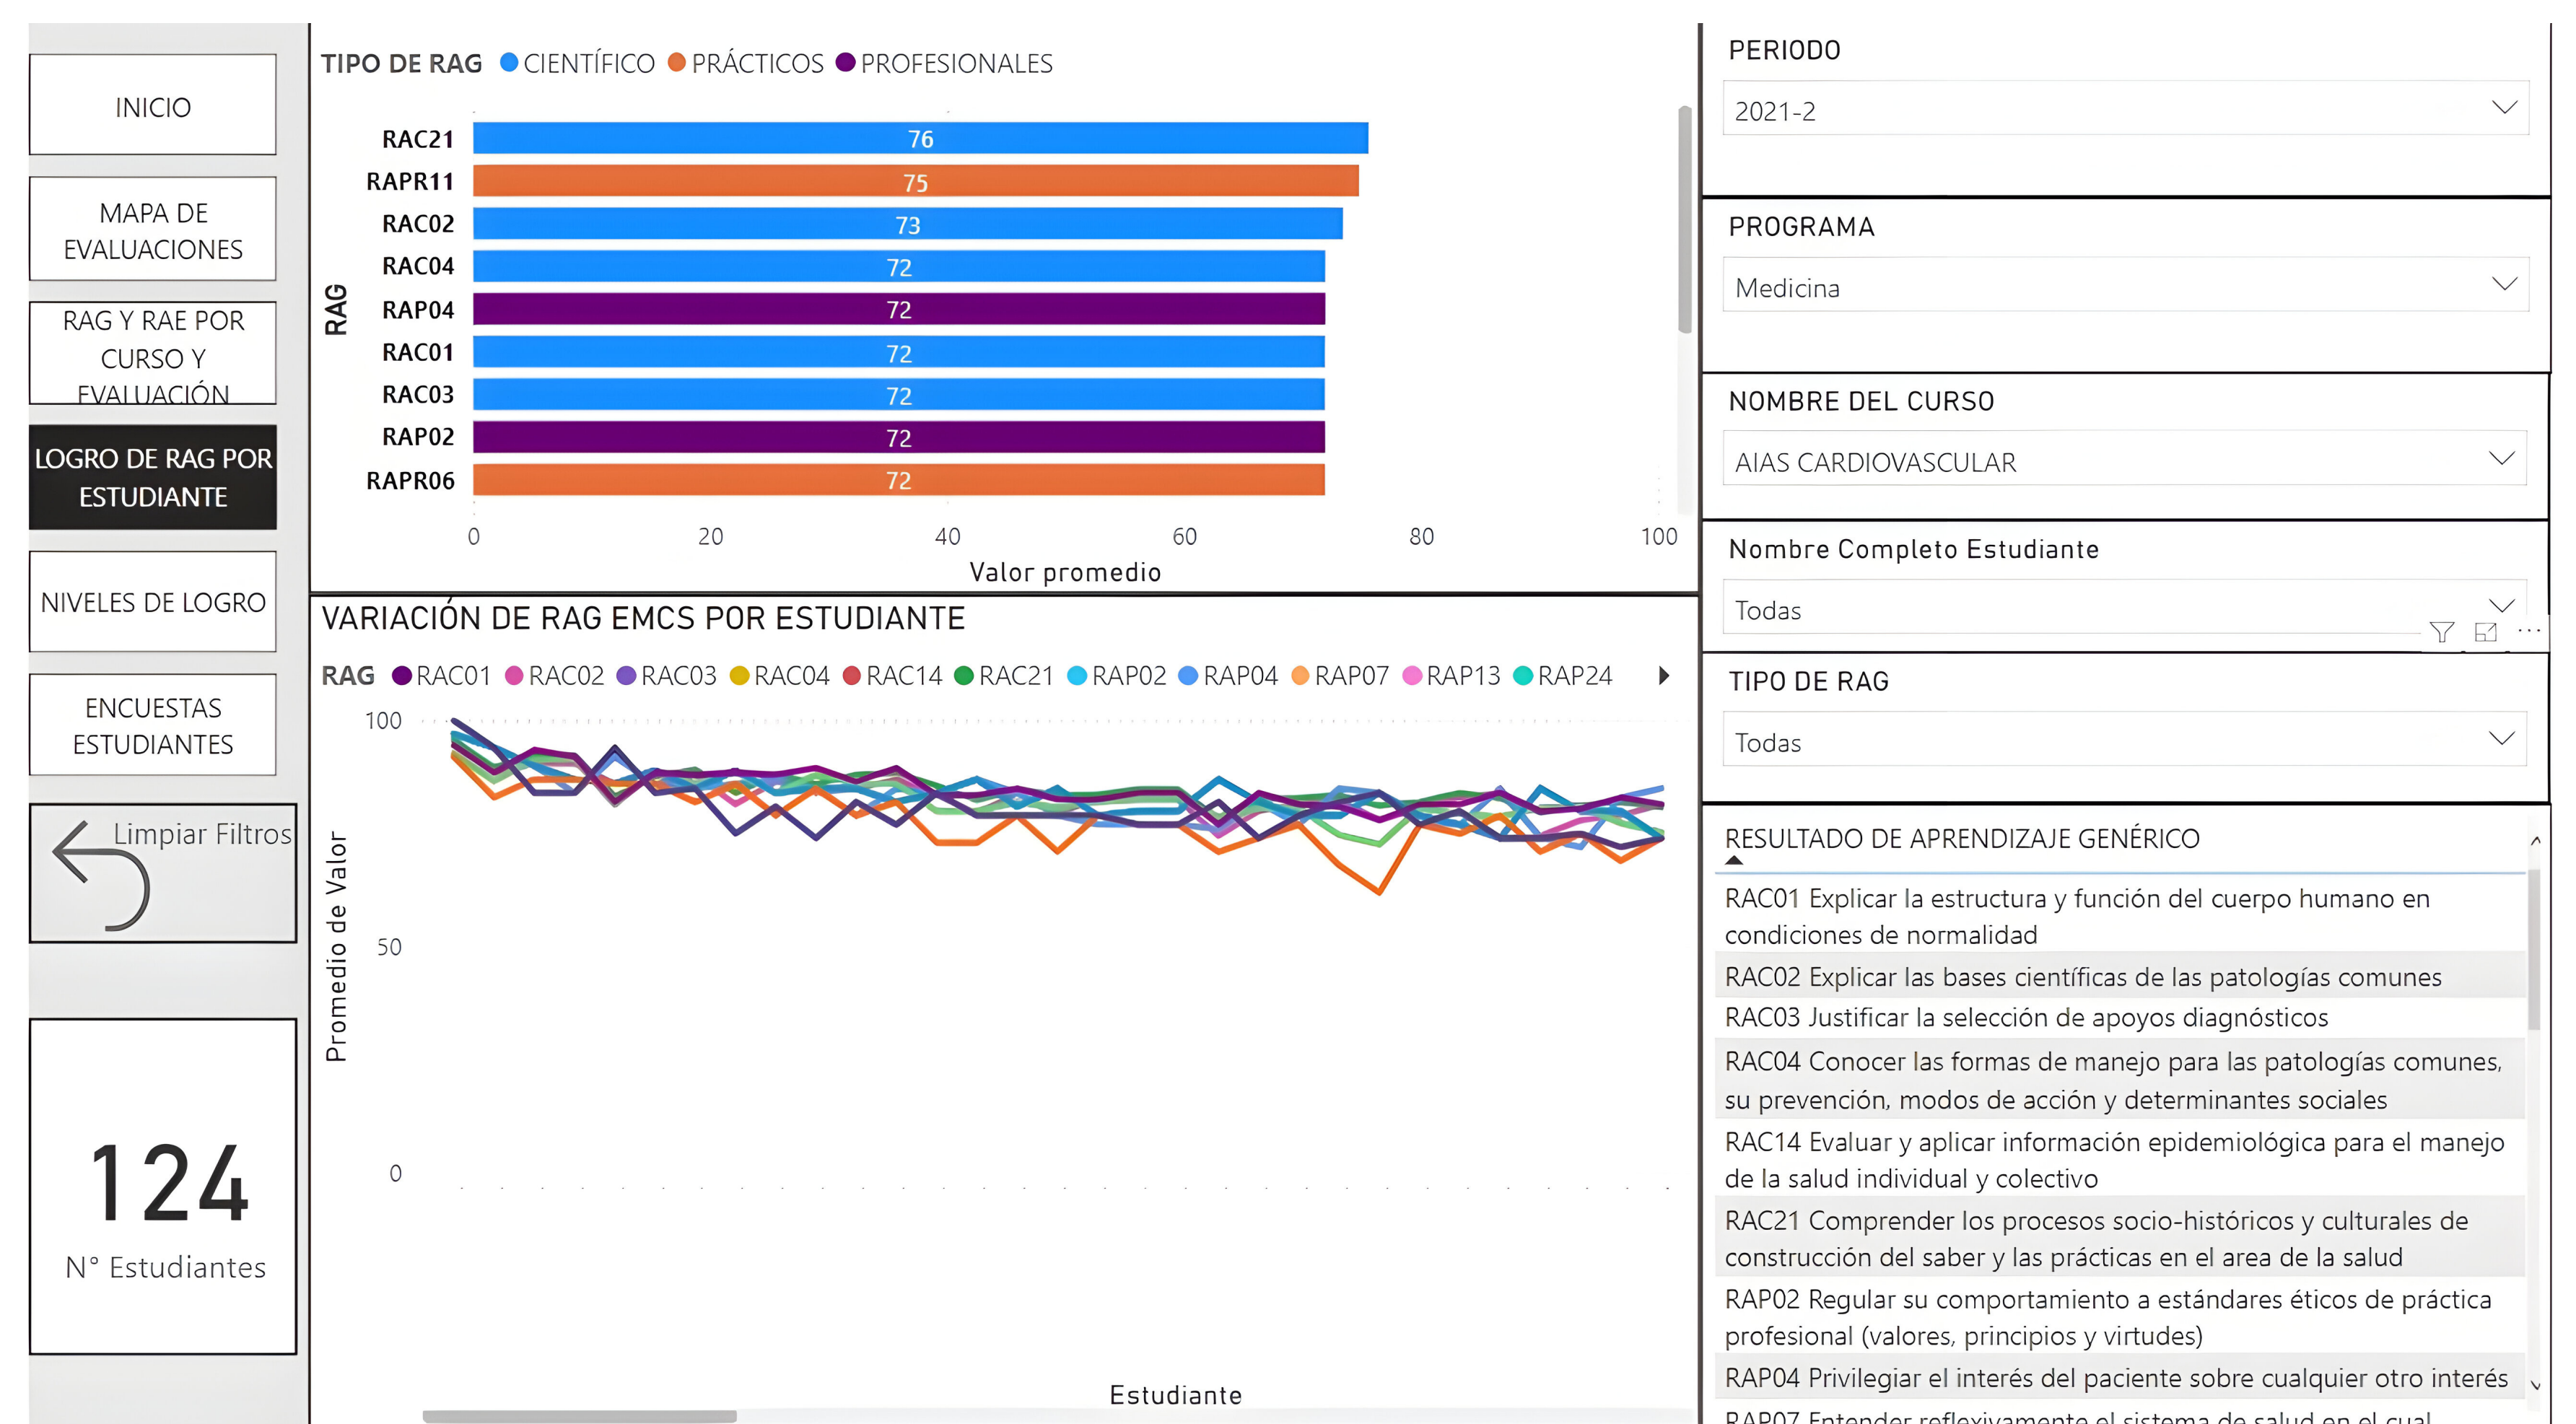 INICIO
MAPA DE
EVALUACIONES
RAG Y RAE POR
CURSO Y
EVALUACIÓN
LOGRO DE RAG POR
ESTUDIANTE
NIVELES DE LOGRO
ENCUESTAS
ESTUDIANTES
Limpiar Filtros
124
N° Estudiantes
TIPO DE RAG CIENTÍFICO PRÁCTICOS PROFESIONALES
RAG
RAC21 76
RAPR11 75
RAC02 73
RAC04 72
RAP04 72
RAC01 72
RAC03 72
RAP02 72
RAPR06 72
0 20 40 60 80 100
Valor promedio
VARIACIÓN DE RAG EMCS POR ESTUDIANTE
RAG RAC01 RAC02 RAC03 RAC04 RAC14 RAC21 RAP02 RAP04 RAP07 RAP13 RAP24
Promedio de Valor
100
50
0
Estudiante
PERIODO
2021-2
PROGRAMA
Medicina
NOMBRE DEL CURSO
AIAS CARDIOVASCULAR
Nombre Completo Estudiante
Todas
TIPO DE RAG
Todas
RESULTADO DE APRENDIZAJE GENÉRICO
RAC01 Explicar la estructura y función del cuerpo humano en
condiciones de normalidad
RAC02 Explicar las bases científicas de las patologías comunes
RAC03 Justificar la selección de apoyos diagnósticos
RAC04 Conocer las formas de manejo para las patologías comunes,
su prevención, modos de acción y determinantes sociales
RAC14 Evaluar y aplicar información epidemiológica para el manejo
de la salud individual y colectivo
RAC21 Comprender los procesos socio-históricos y culturales de
construcción del saber y las prácticas en el area de la salud
RAP02 Regular su comportamiento a estándares éticos de práctica
profesional (valores, principios y virtudes)
RAP04 Privilegiar el interés del paciente sobre cualquier otro interés
RAP07 Entender reflexivamente el sistema de salud en el cual